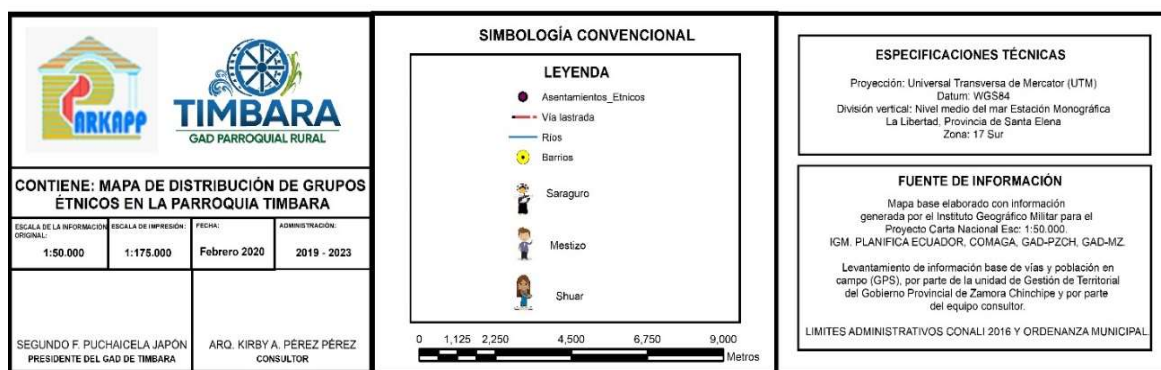 PARKAPP
TIMBARA
GAD PARROQUIAL RURAL
CONTIENE: MAPA DE DISTRIBUCIÓN DE GRUPOS
ÉTNICOS EN LA PARROQUIA TIMBARA
ESCALA DE LA INFORMACIÓN
ORIGINAL:
1:50.000
ESCALA DE IMPRESIÓN:
1:175.000
FECHA:
Febrero 2020
ADMINISTRACIÓN:
2019 - 2023
SEGUNDO F. PUCHAICELA JAPÓN
PRESIDENTE DEL GAD DE TIMBARA
ARQ. KIRBY A. PÉREZ PÉREZ
CONSULTOR
SIMBOLOGÍA CONVENCIONAL
LEYENDA
Asentamientos_Etnicos
Vía lastrada
Ríos
Barrios
Saraguro
Mestizo
Shuar
0 1,125 2,250 4,500 6,750 9,000
Metros
ESPECIFICACIONES TÉCNICAS
Proyección: Universal Transversa de Mercator (UTM)
Datum: WGS84
División vertical: Nivel medio del mar Estación Monográfica
La Libertad, Provincia de Santa Elena
Zona: 17 Sur
FUENTE DE INFORMACIÓN
Mapa base elaborado con información
generada por el Instituto Geográfico Militar para el
Proyecto Carta Nacional Esc: 1:50.000.
IGM. PLANIFICA ECUADOR, COMAGA, GAD-PZCH, GAD-MZ.
Levantamiento de información base de vías y población en
campo (GPS), por parte de la unidad de Gestión de Territorial
del Gobierno Provincial de Zamora Chinchipe y por parte
del equipo consultor.
LIMITES ADMINISTRATIVOS CONALI 2016 Y ORDENANZA MUNICIPAL.